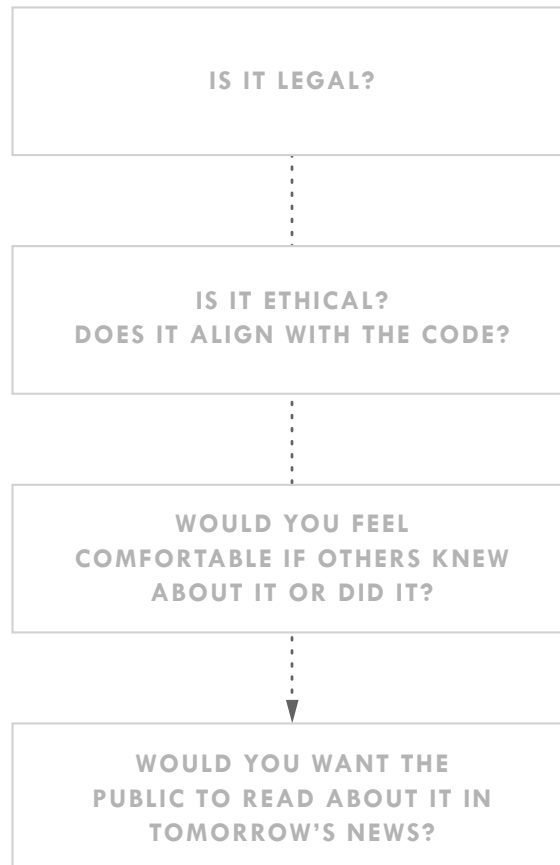 IS IT LEGAL?
IS IT ETHICAL?
DOES IT ALIGN WITH THE CODE?
WOULD YOU FEEL
COMFORTABLE IF OTHERS KNEW
ABOUT IT OR DID IT?
WOULD YOU WANT THE
PUBLIC TO READ ABOUT IT IN
TOMORROW’S NEWS?